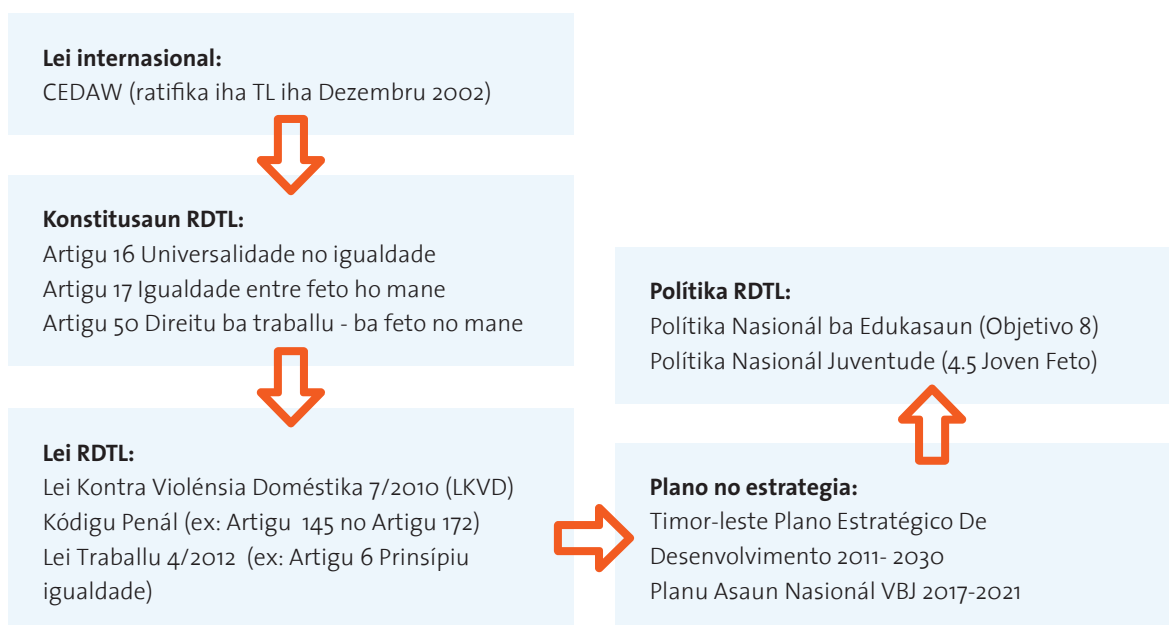 Lei internasional:
CEDAW (ratifika iha TL iha Dezembru 2002)
Konstitusaun RDTL:
Artigu 16 Universalidade no igualdade
Artigu 17 Igualdade entre feto ho mane
Artigu 50 Direitu ba traballu - ba feto no mane
Lei RDTL:
Lei Kontra Violénsia Doméstika 7/2010 (LKVD)
Kódigu Penál (ex: Artigu 145 no Artigu 172)
Lei Traballu 4/2012 (ex: Artigu 6 Prinsípiu
igualdade)
Plano no estrategia:
Timor-leste Plano Estratégico De
Desenvolvimento 2011- 2030
Planu Asaun Nasionál VBJ 2017-2021
Polítika RDTL:
Polítika Nasionál ba Edukasaun (Objetivo 8)
Polítika Nasionál Juventude (4.5 Joven Feto)